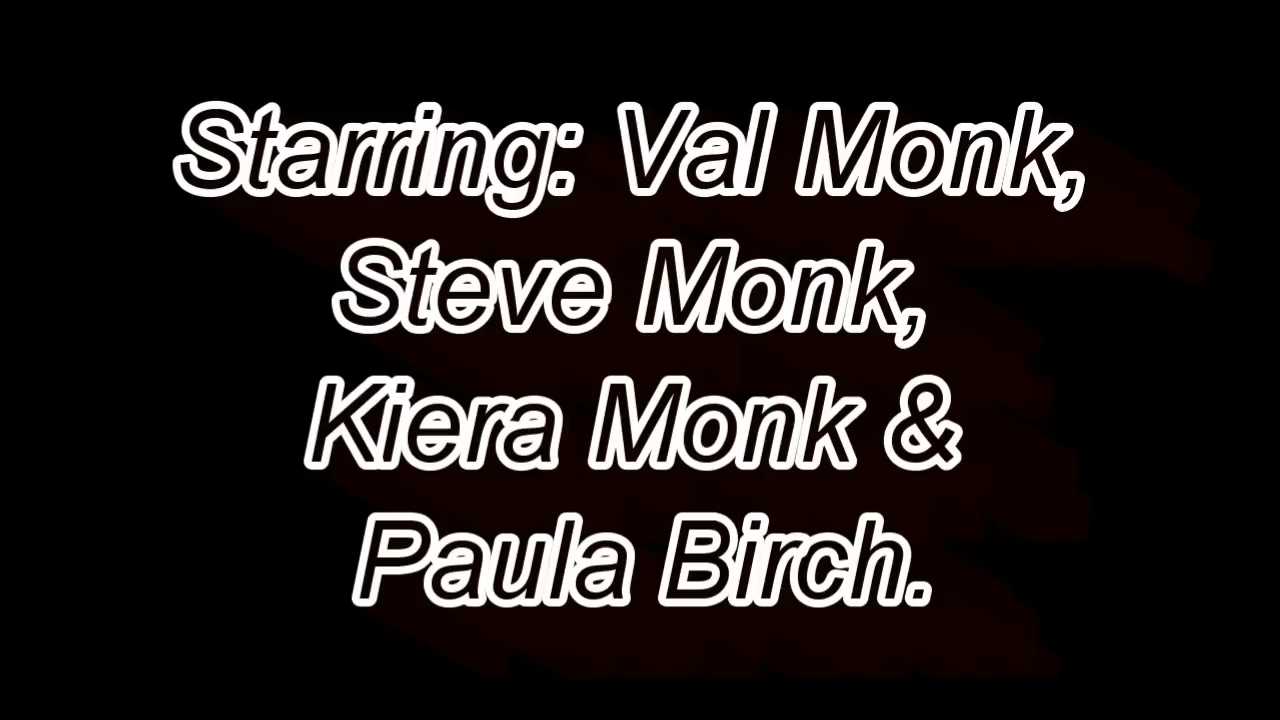 Starring: Val Monk,
Steve Monk,
Kiera Monk &
Paula Birch.